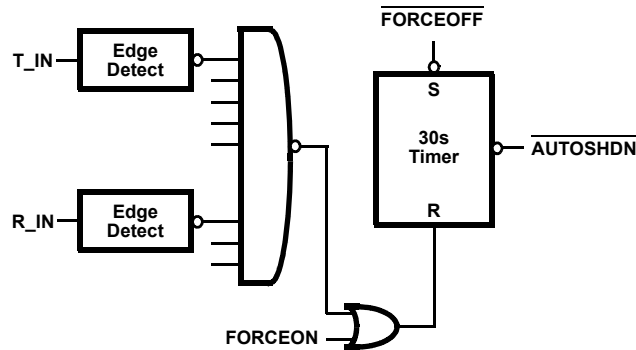 FORCEOFF
T_IN
Edge
Detect
S
30s
Timer
AUTOSHDN
R_IN
Edge
Detect
R
FORCEON